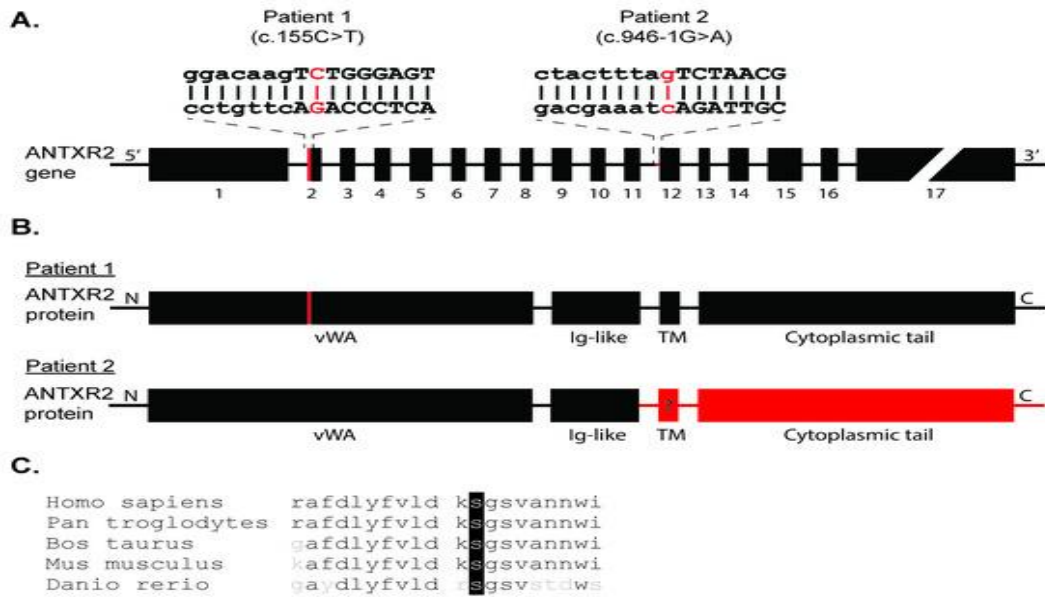 A.
Patient 1
(c.155C>T)
Patient 2
(c.946-1G>A)
ggacaagTCTGGGAGT
cctgttcAGACCCTCA
ctactttagTCTAACG
gacgaaatcAGATTGC
ANTXR2 gene
5’
3’
1 2 3 4 5 6 7 8 9 10 11 12 13 14 15 16 17
B.
Patient 1
ANTXR2 protein
N
C
vWA
Ig-like
TM
Cytoplasmic tail
Patient 2
ANTXR2 protein
N
?
C
vWA
Ig-like
TM
Cytoplasmic tail
C.
Homo sapiens rafdlyfvld ksgsvannwi
Pan troglodytes rafdlyfvld ksgsvannwi
Bos taurus gafdlyfvld ksgsvannwi
Mus musculus kafdlyfvld ksgsvannwi
Danio rerio gaydlyfvld rsgsvstdws